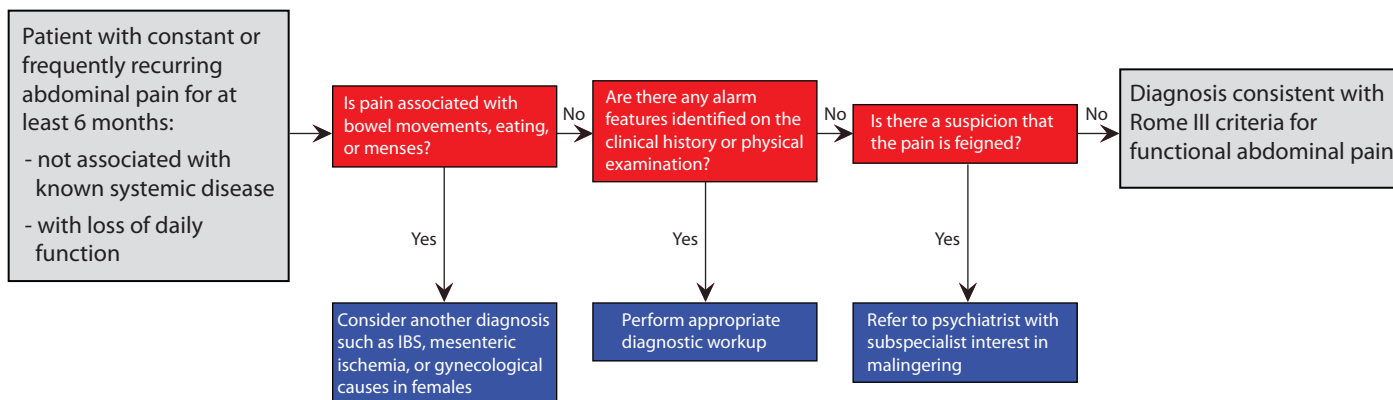 Patient with constant or
frequently recurring
abdominal pain for at
least 6 months:
- not associated with
known systemic disease
- with loss of daily
function
Is pain associated with
bowel movements, eating,
or menses?
No
Are there any alarm
features identified on the
clinical history or physical
examination?
No
Is there a suspicion that
the pain is feigned?
No
Diagnosis consistent with
Rome III criteria for
functional abdominal pain
Yes
Yes
Yes
Consider another diagnosis
such as IBS, mesenteric
ischemia, or gynecological
causes in females
Perform appropriate
diagnostic workup
Refer to psychiatrist with
subspecialist interest in
malingering